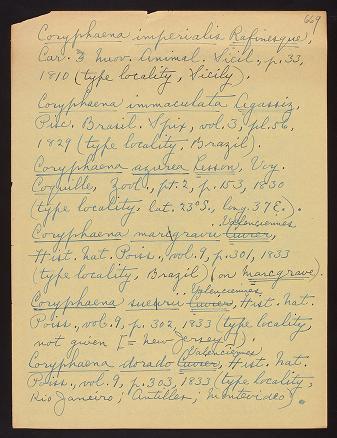 669
Coryphaena imperialis Rafinesque,
Car. & Nuov. Animal. Sicil, p. 33,
1810 (type locality, Sicily).
Coryphaena immaculata Agassiz,
Pisc. Brasil. Spix, vol. 3, pl. 56,
1829 (type locality, Brazil).
Coryphaena azurea Lesson, Voy.
Coquille, Zool., pt. 2, p. 153, 1830
(type locality. lat. 23° S., long. 37 E.).
Valenciennes
Coryphaena marcgravii Cuvier,
Hist. Nat. Poiss., vol. 9, p. 301, 1833
(type locality, Brazil) (on Marcgrave).
Valenciennes
Coryphaena sueurii Cuvier, Hist. Nat.
Poiss., vol. 9, p. 302, 1833 (type locality
not given [= New Jersey]).
Valenciennes
Coryphaena dorado Cuvier, Hist. Nat.
Poiss., vol. 9, p. 303, 1833 (type locality,
Rio Janeiro; Antilles; Montevideo).